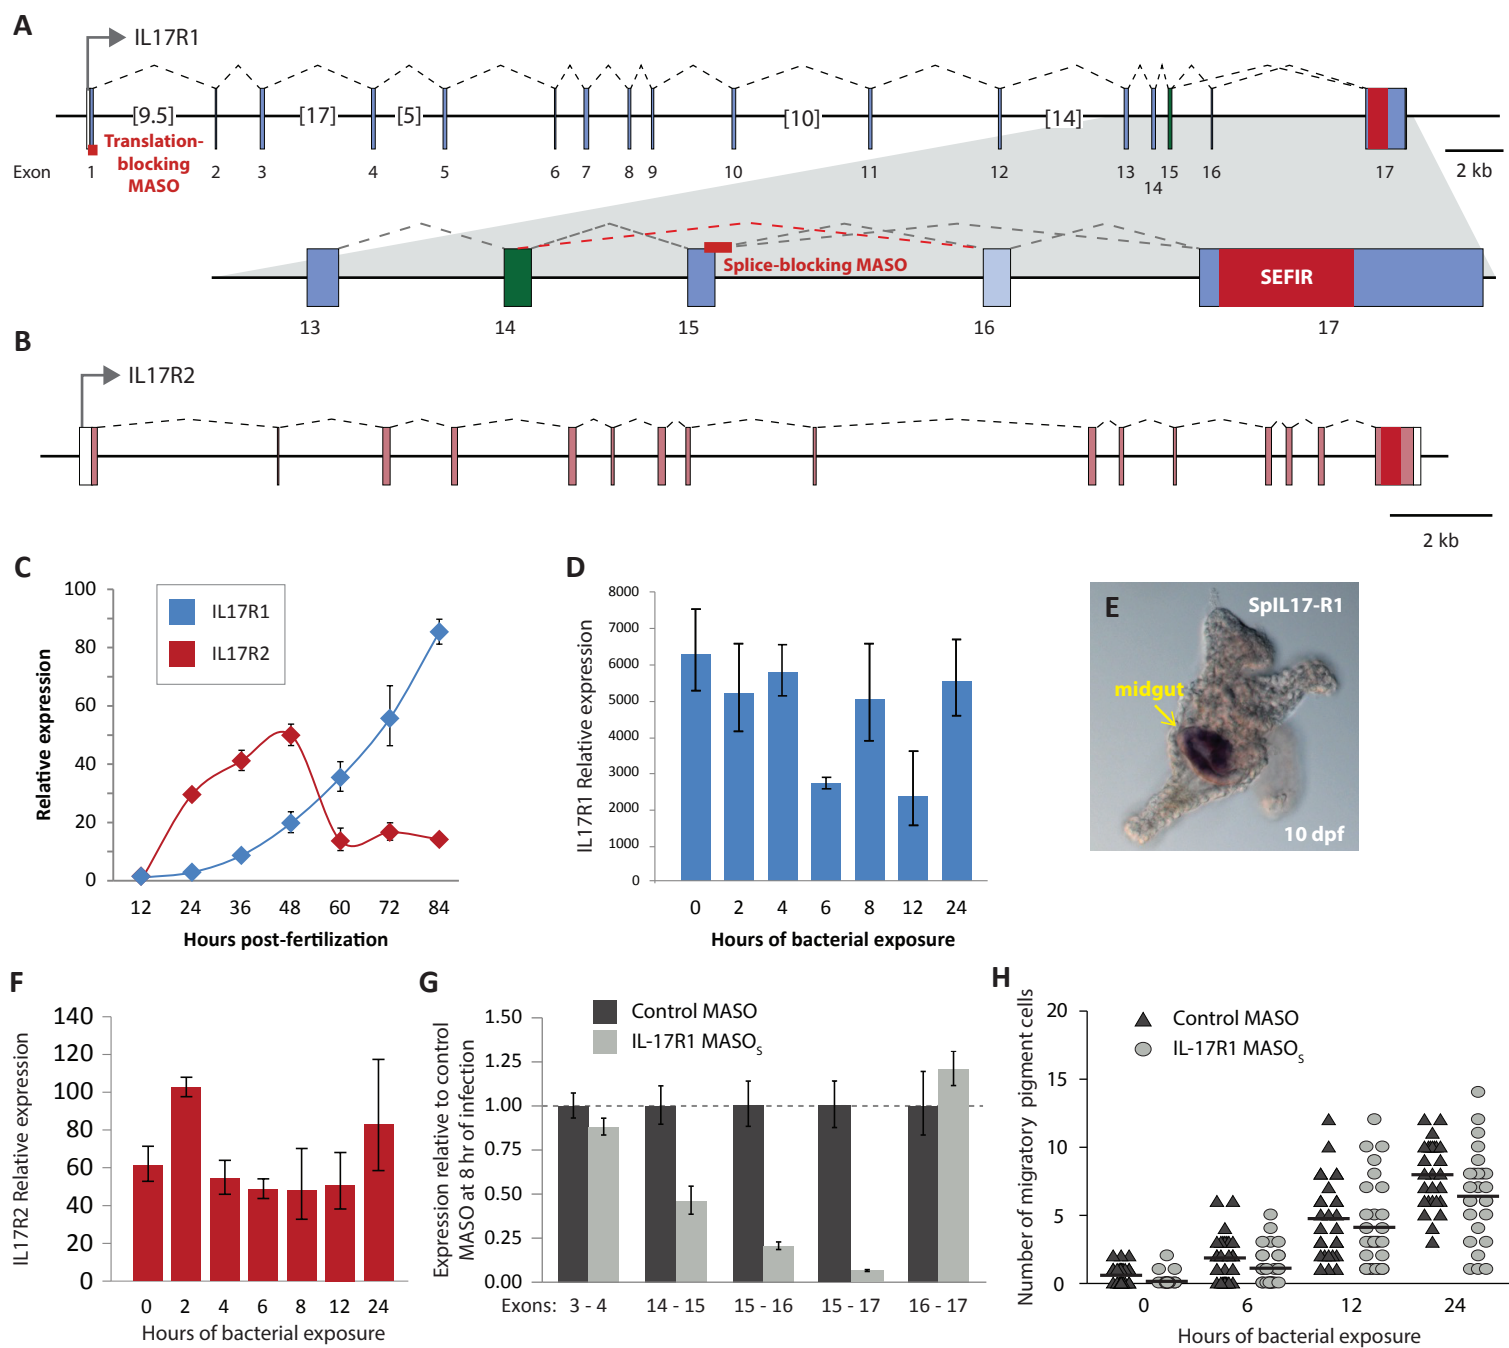 A
IL17R1
[9.5] [17] [5] [10] [14]
Translation-
blocking
MASO
Exon 1 2 3 4 5 6 7 8 9 10 11 12 13 14 15 16 17
2 kb
Splice-blocking MASO
SEFIR
13 14 15 16 17
B
IL17R2
2 kb
C
IL17R1
IL17R2
100
80
60
40
20
0
Relative expression
12 24 36 48 60 72 84
Hours post-fertilization
D
8000
7000
6000
5000
4000
3000
2000
1000
0
IL17R1 Relative expression
0 2 4 6 8 12 24
Hours of bacterial exposure
E
SpIL17-R1
midgut
10 dpf
F
140
120
100
80
60
40
20
0
IL17R2 Relative expression
0 2 4 6 8 12 24
Hours of bacterial exposure
G
Control MASO
IL-17R1 MASOs
1.50
1.25
1.00
0.75
0.50
0.25
0.00
Expression relative to control
MASO at 8 hr of infection
Exons: 3 - 4 14 - 15 15 - 16 15 - 17 16 - 17
H
Control MASO
IL-17R1 MASOs
20
15
10
5
0
Number of migratory pigment cells
0 6 12 24
Hours of bacterial exposure